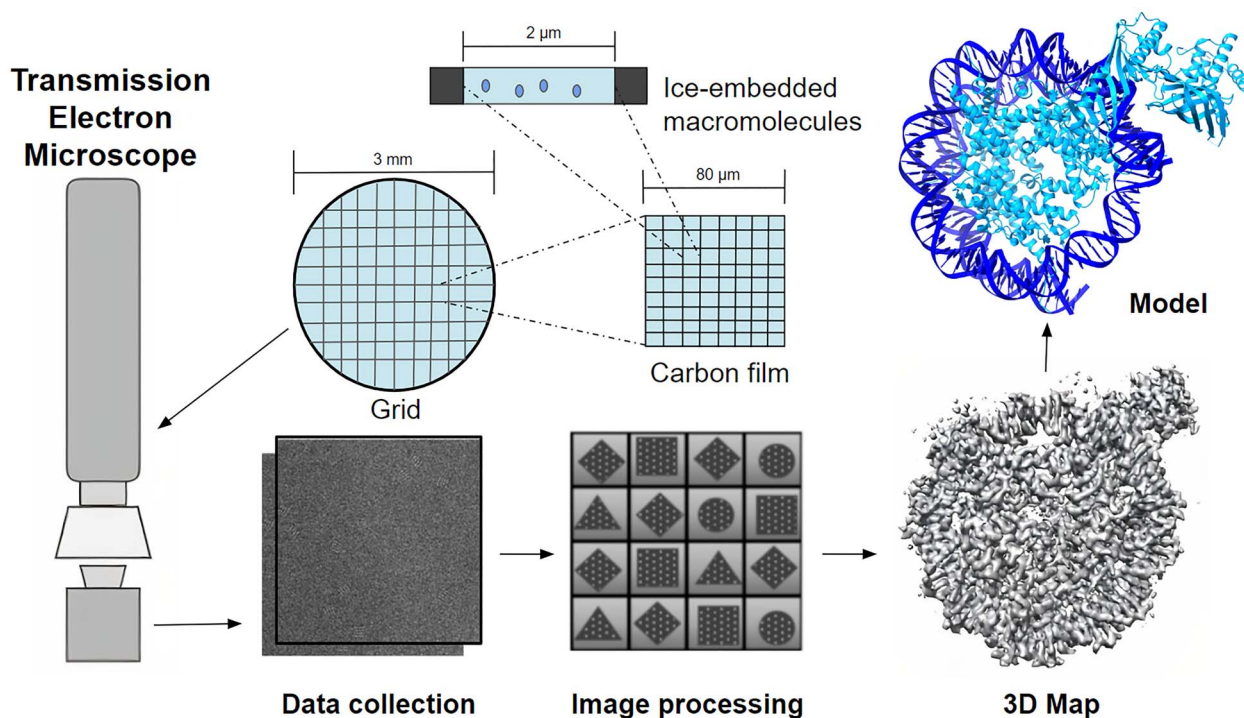 Transmission
Electron
Microscope
2 µm
Ice-embedded
macromolecules
3 mm
80 µm
Grid
Carbon film
Model
Data collection
Image processing
3D Map